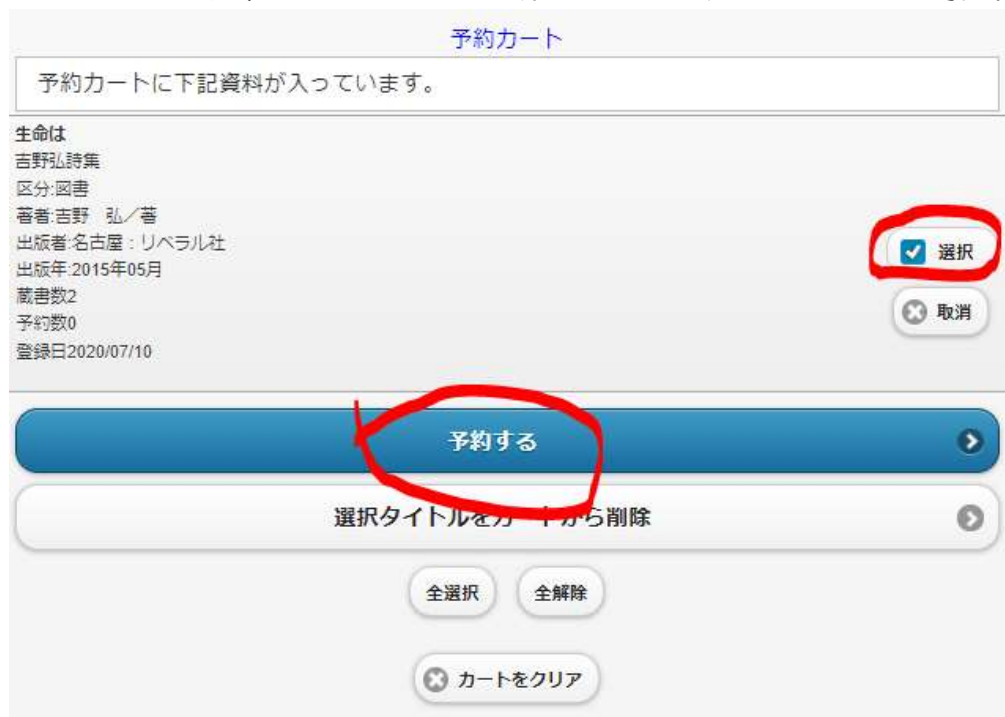 予約カート
予約カートに下記資料が入っています。
生命は
吉野弘詩集
区分:図書
著者:吉野 弘／著
出版者:名古屋：リベラル社
出版年:2015年05月
蔵書数2
予約数0
登録日2020/07/10
選択
取消
予約する
選択タイトルをカートから削除
全選択 全解除
カートをクリア